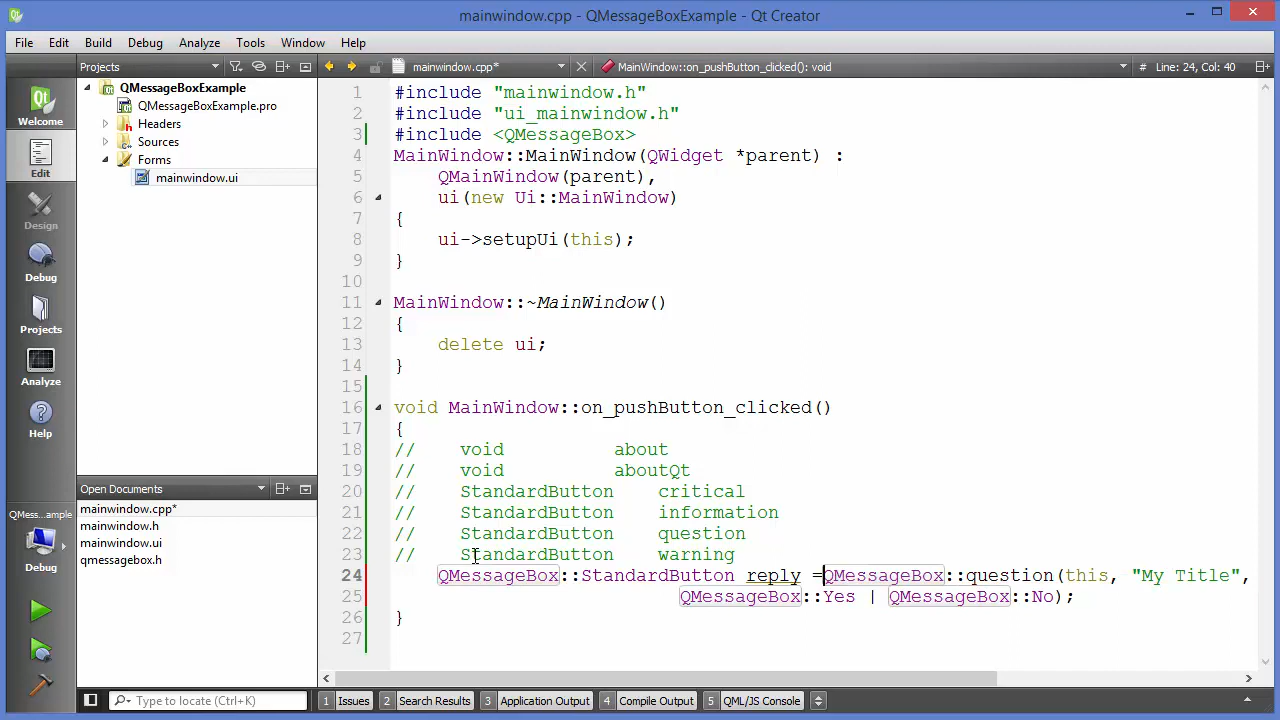 mainwindow.cpp - QMessageBoxExample - Qt Creator
File Edit Build Debug Analyze Tools Window Help
Projects mainwindow.cpp* MainWindow::on_pushButton_clicked(): void # Line: 24, Col: 40
Welcome
Edit
Design
Debug
Projects
Analyze
Help
QMess...ample
Debug
QMessageBoxExample
QMessageBoxExample.pro
Headers
Sources
Forms
mainwindow.ui
Open Documents
mainwindow.cpp*
mainwindow.h
mainwindow.ui
qmessagebox.h
1 #include "mainwindow.h"
2 #include "ui_mainwindow.h"
3 #include <QMessageBox>
4 MainWindow::MainWindow(QWidget *parent) :
5 QMainWindow(parent),
6 ui(new Ui::MainWindow)
7 {
8 ui->setupUi(this);
9 }
10
11 MainWindow::~MainWindow()
12 {
13 delete ui;
14 }
15
16 void MainWindow::on_pushButton_clicked()
17 {
18 // void about
19 // void aboutQt
20 // StandardButton critical
21 // StandardButton information
22 // StandardButton question
23 // StandardButton warning
24 QMessageBox::StandardButton reply =QMessageBox::question(this, "My Title",
25 QMessageBox::Yes | QMessageBox::No);
26 }
27
Type to locate (Ctrl+K) 1 Issues 2 Search Results 3 Application Output 4 Compile Output 5 QML/JS Console